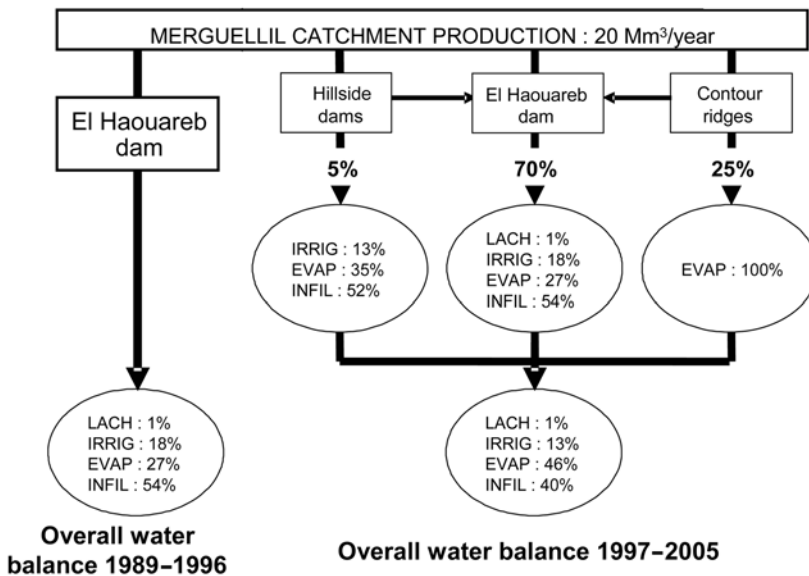 MERGUELLIL CATCHMENT PRODUCTION : 20 Mm³/year
El Haouareb
dam
Hillside
dams
El Haouareb
dam
Contour
ridges
5%
70%
25%
IRRIG : 13%
EVAP : 35%
INFIL : 52%
LACH : 1%
IRRIG : 18%
EVAP : 27%
INFIL : 54%
EVAP : 100%
LACH : 1%
IRRIG : 18%
EVAP : 27%
INFIL : 54%
LACH : 1%
IRRIG : 13%
EVAP : 46%
INFIL : 40%
Overall water
balance 1989–1996
Overall water balance 1997–2005